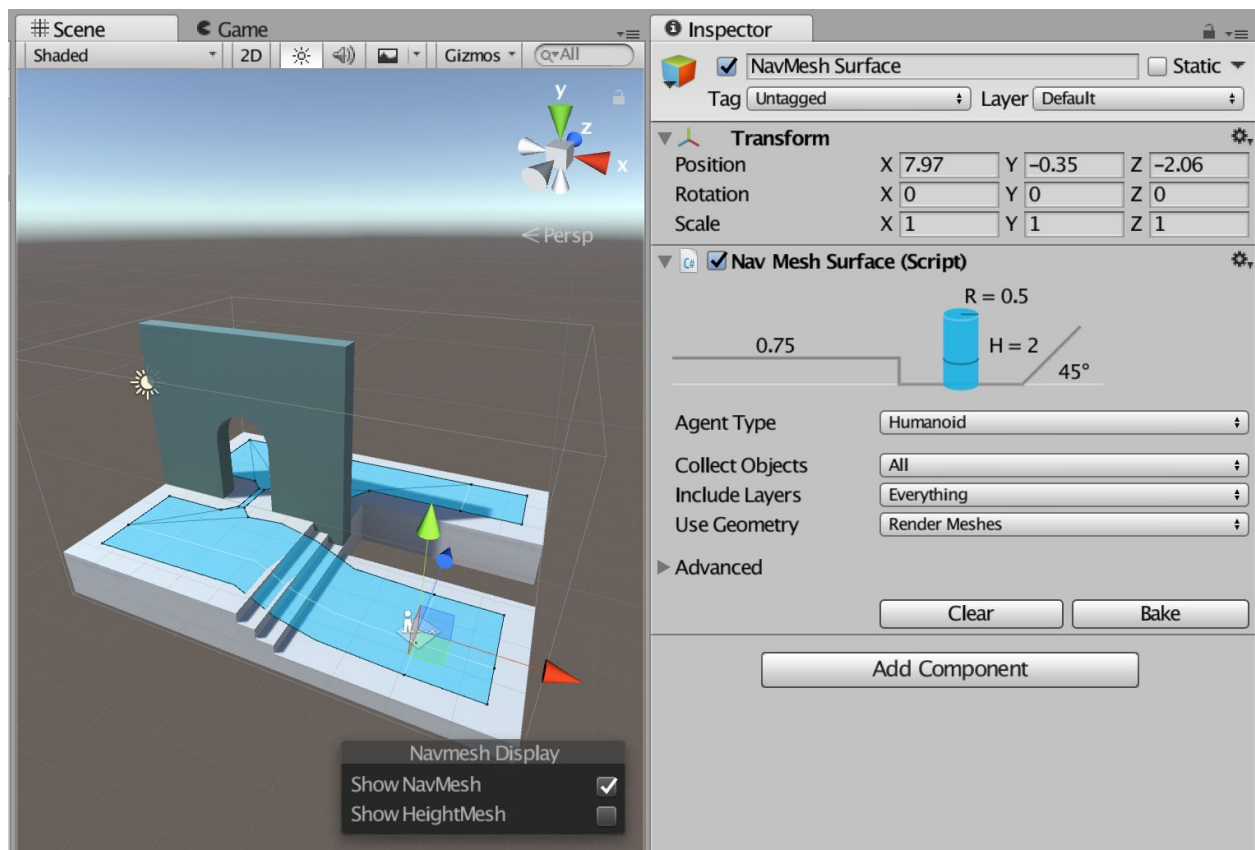 Scene
Game
Shaded
2D
Gizmos
All
y
z
x
Persp
Navmesh Display
Show NavMesh
Show HeightMesh
Inspector
NavMesh Surface
Static
Tag Untagged Layer Default
Transform
Position X 7.97 Y -0.35 Z -2.06
Rotation X 0 Y 0 Z 0
Scale X 1 Y 1 Z 1
C#
Nav Mesh Surface (Script)
R = 0.5
0.75
H = 2
45°
Agent Type Humanoid
Collect Objects All
Include Layers Everything
Use Geometry Render Meshes
Advanced
Clear Bake
Add Component